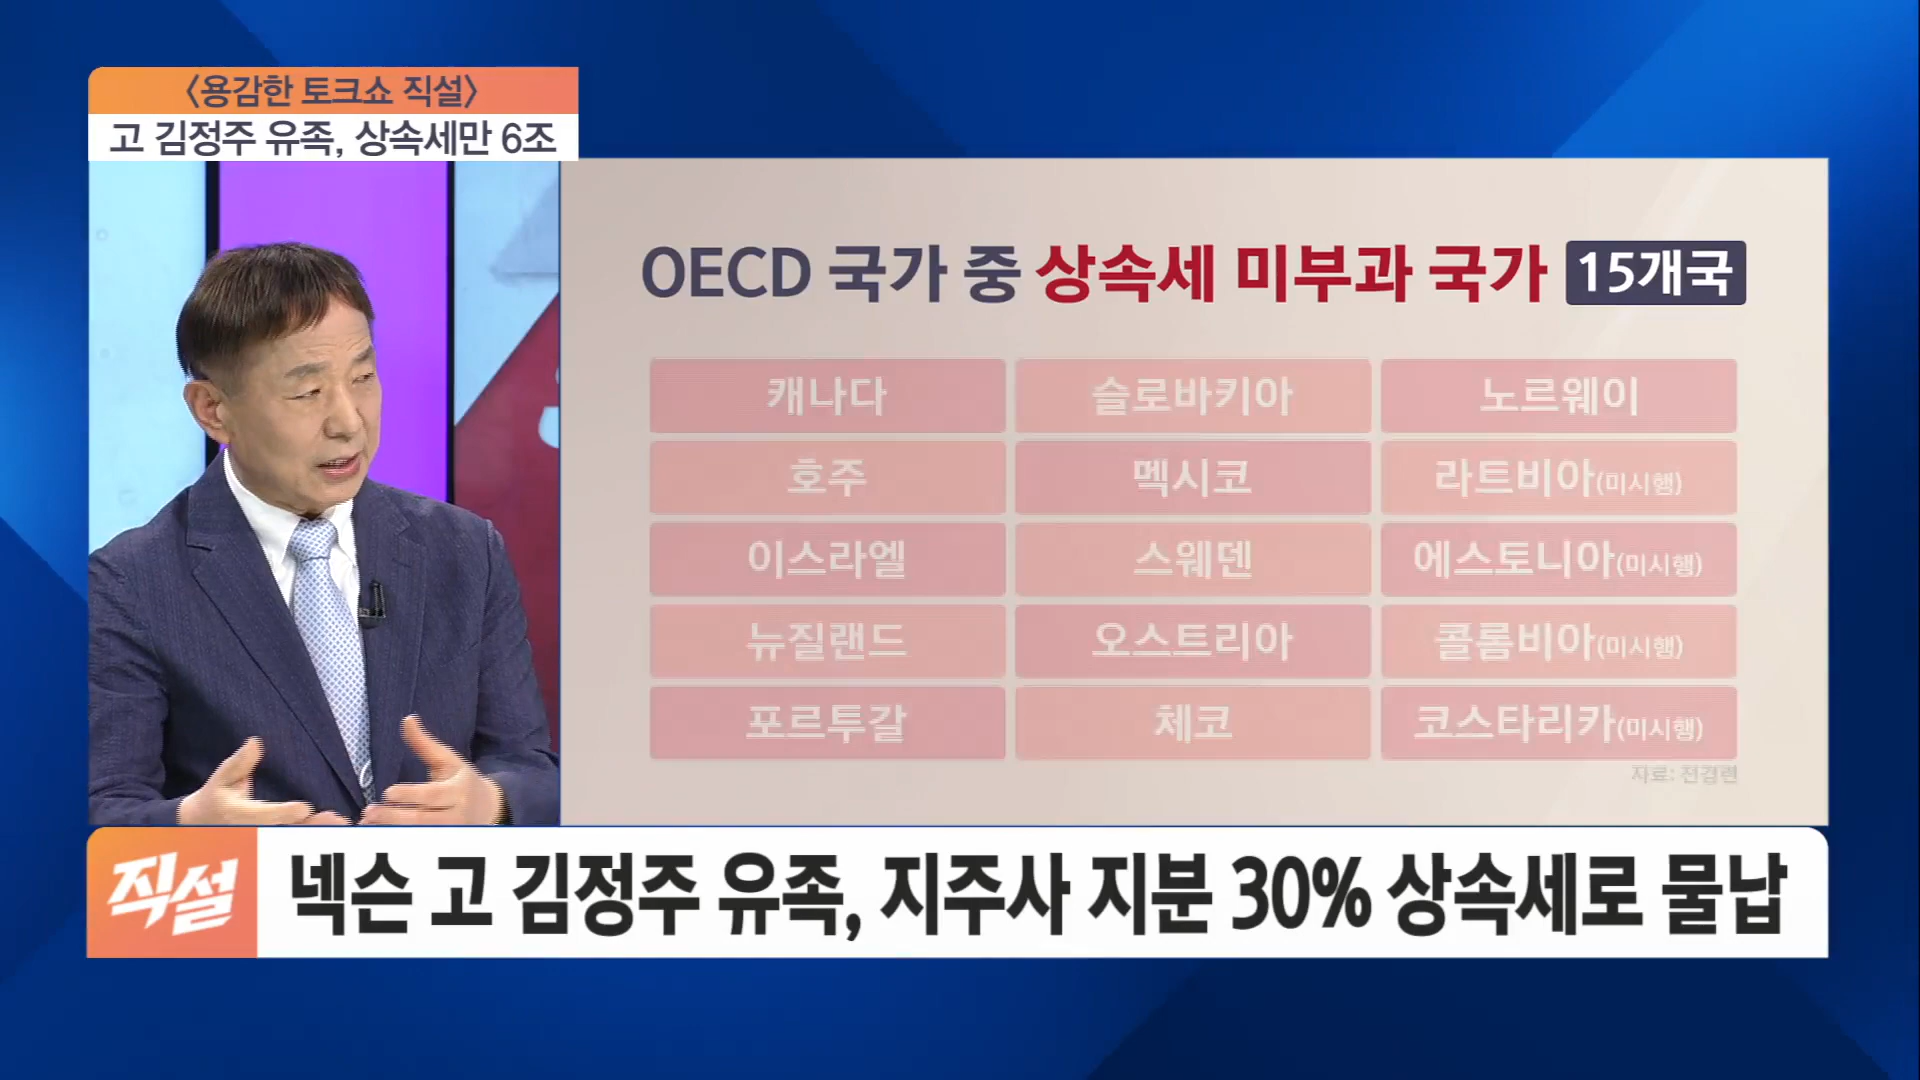 <용감한 토크쇼 직설>
고 김정주 유족, 상속세만 6조
OECD 국가 중 상속세 미부과 국가 15개국
캐나다 슬로바키아 노르웨이
호주 멕시코 라트비아(미시행)
이스라엘 스웨덴 에스토니아(미시행)
뉴질랜드 오스트리아 콜롬비아(미시행)
포르투갈 체코 코스타리카(미시행)
자료: 전경련
직설 넥슨 고 김정주 유족, 지주사 지분 30% 상속세로 물납